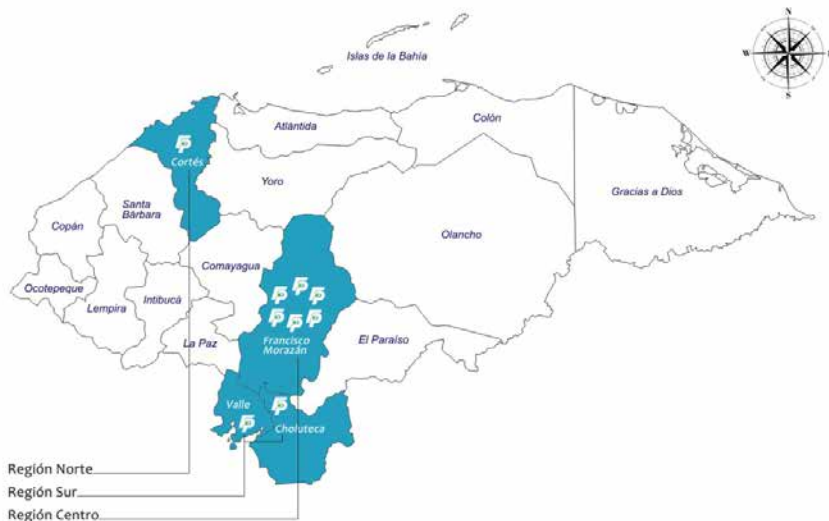 N
W
S
Islas de la Bahía
Atlántida
Colón
Cortés
Yoro
Gracias a Dios
Santa
Bárbara
Copán
Olancho
Comayagua
Ocotepeque
Intibucá
Lempira
La Paz
Francisco
Morazán
El Paraíso
Valle
Choluteca
Región Norte
Región Sur
Región Centro